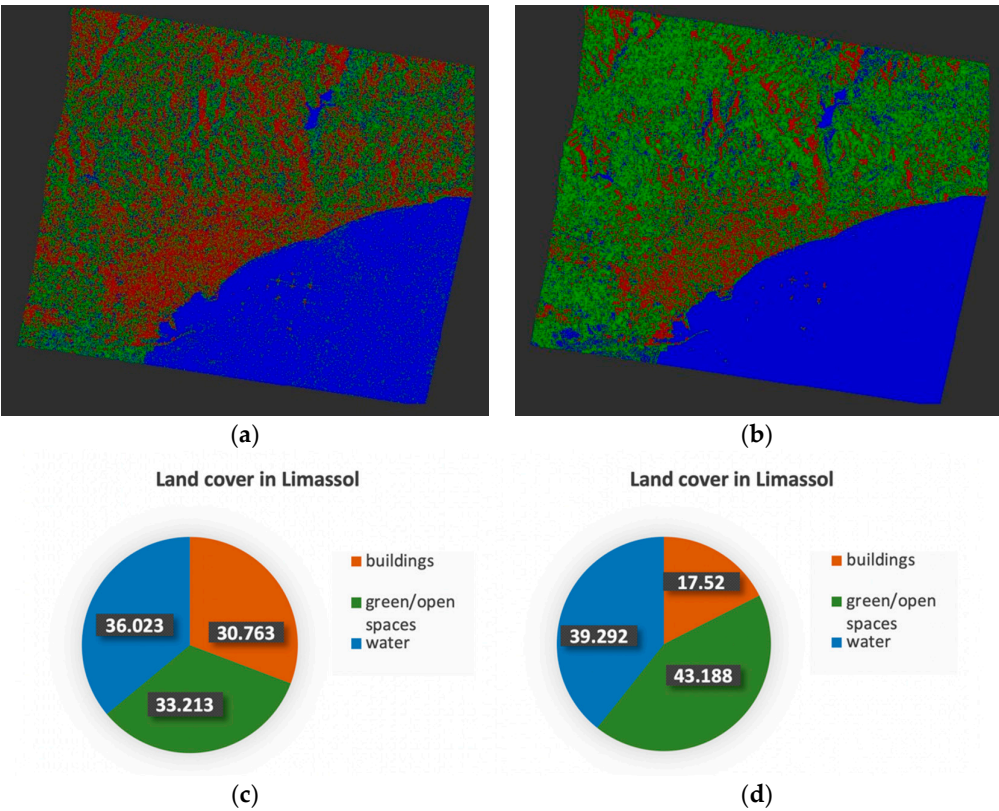 (a)
(b)
Land cover in Limassol
buildings
green/open
spaces
water
36.023
30.763
33.213
(c)
Land cover in Limassol
buildings
green/open
spaces
water
17.52
39.292
43.188
(d)